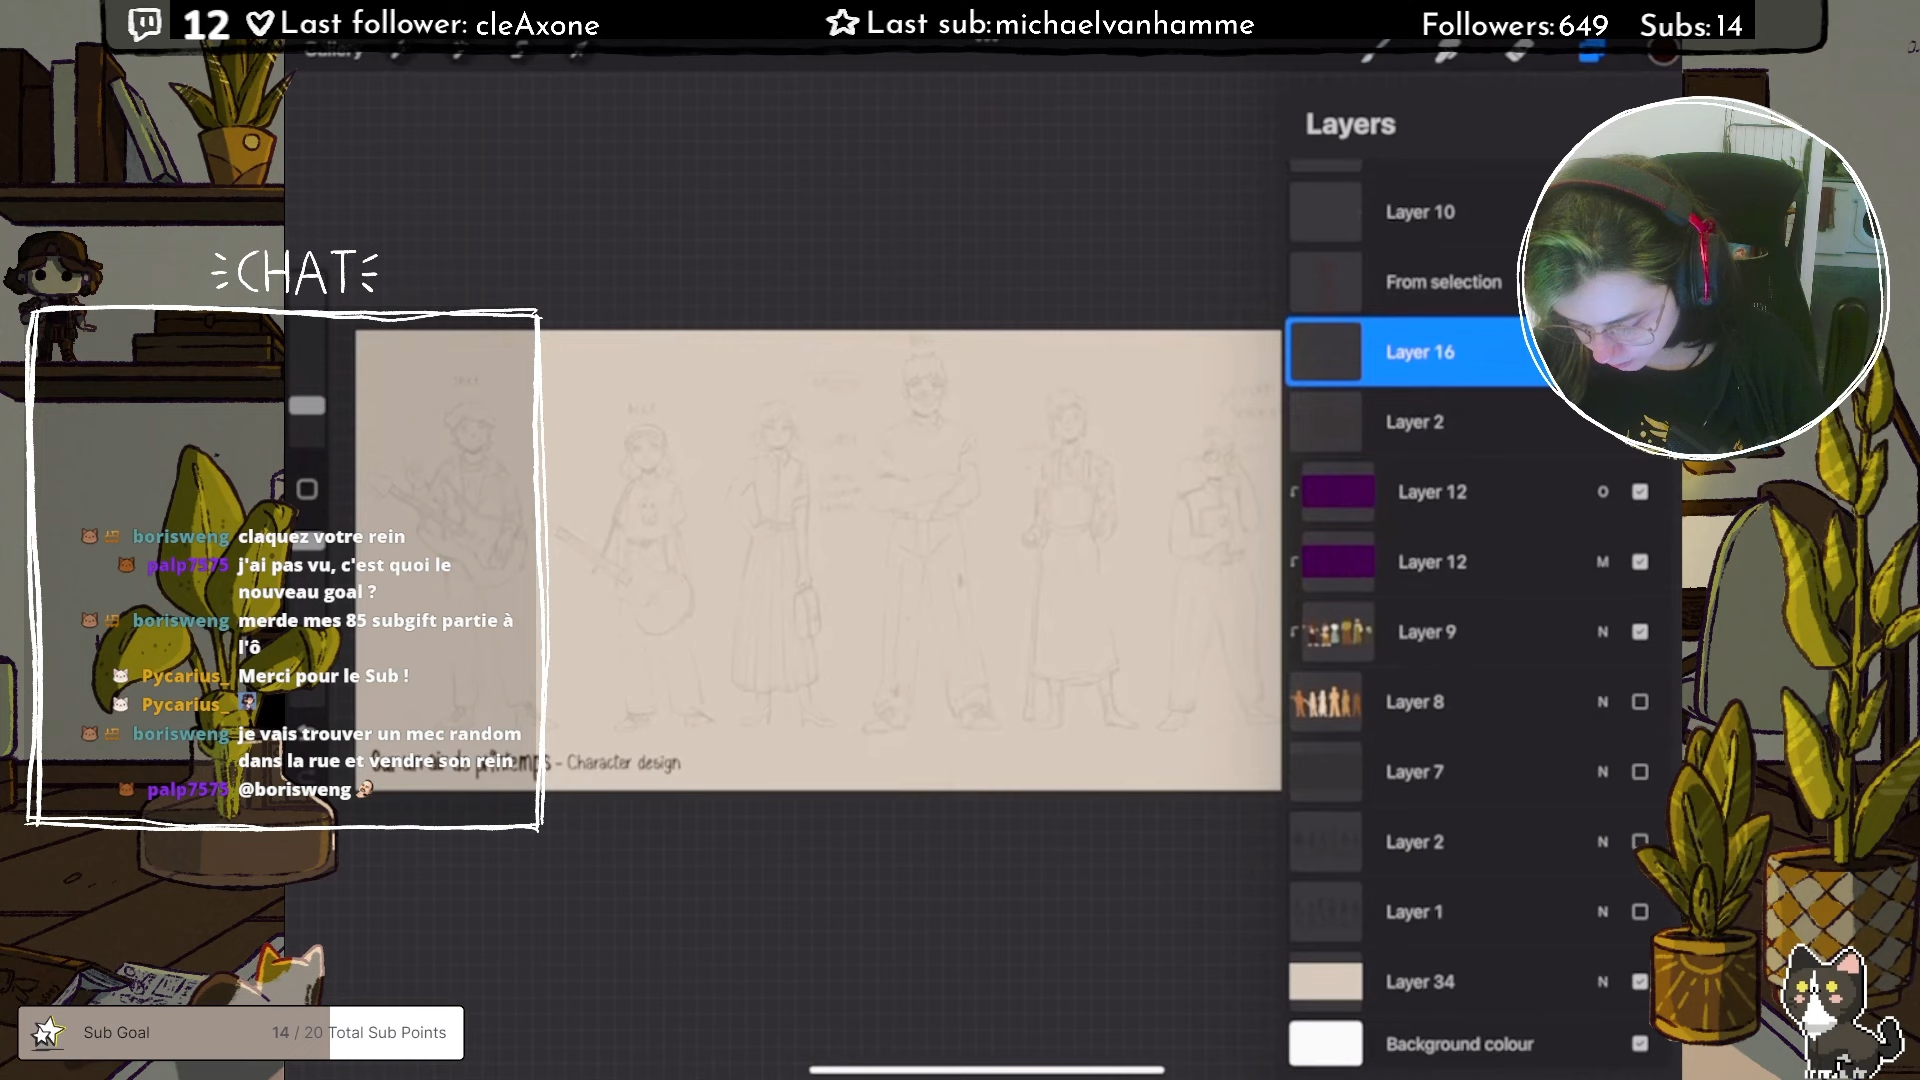 12 Last follower: cleAxone
Last sub: michaelvanhamme
Followers: 649 Subs: 14
Gallery
Layers
Layer 10
From selection
Layer 16
Layer 2
Layer 12 O
Layer 12 M
Layer 9 N
Layer 8 N
Layer 7 N
Layer 2 N
Layer 1 N
Layer 34 N
Background colour
CHAT
borisweng claquez votre rein
palp7575 j'ai pas vu, c'est quoi le
nouveau goal ?
borisweng merde mes 85 subgift partie à
l'ô
Pycarius_ Merci pour le Sub !
Pycarius_
borisweng je vais trouver un mec random
dans la rue et vendre son rein
palp7575 @borisweng
printemps - Character design
Sub Goal 14 / 20 Total Sub Points